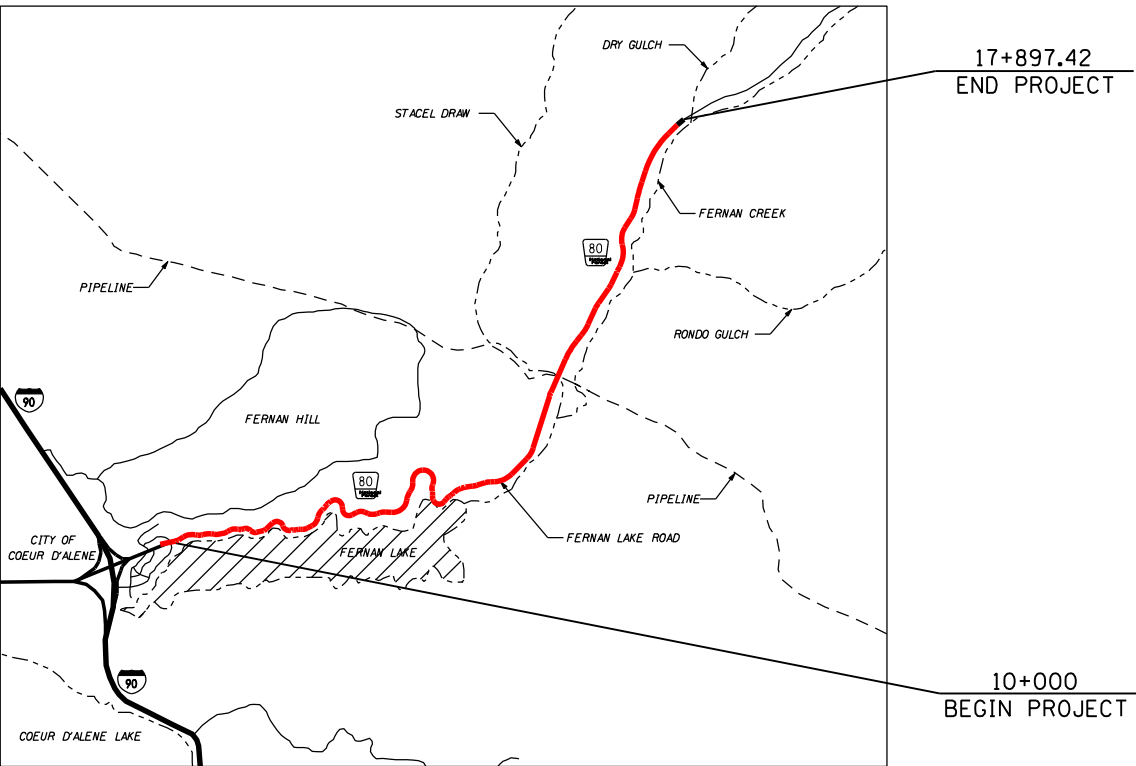 DRY GULCH
17+897.42
END PROJECT
STACEL DRAW
FERNAN CREEK
80
PIPELINE
RONDO GULCH
90
FERNAN HILL
80
PIPELINE
CITY OF
COEUR D'ALENE
FERNAN LAKE
FERNAN LAKE ROAD
90
10+000
BEGIN PROJECT
COEUR D'ALENE LAKE